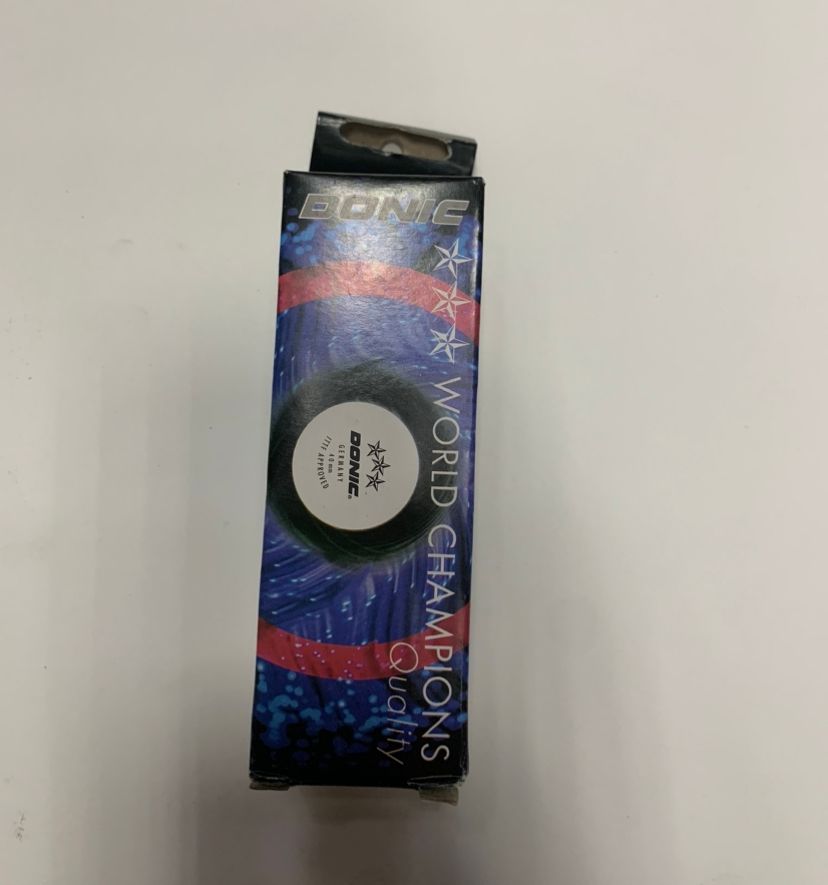 DONIC
WORLD CHAMPIONS
Quality
DONIC®
GERMANY
40 mm
ITTF APPROVED